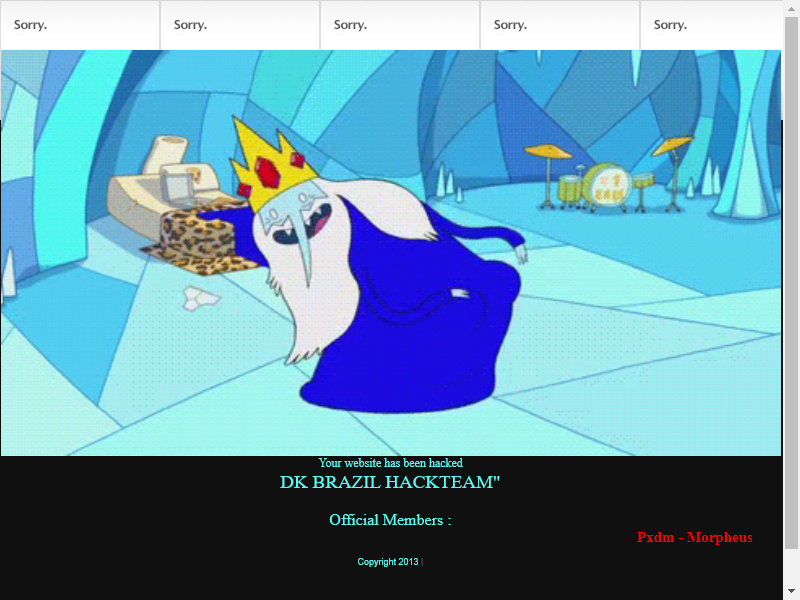 Sorry. Sorry. Sorry. Sorry. Sorry.
Your website has been hacked
DK BRAZIL HACKTEAM"
Official Members :
Pxdm - Morpheus
Copyright 2013 |